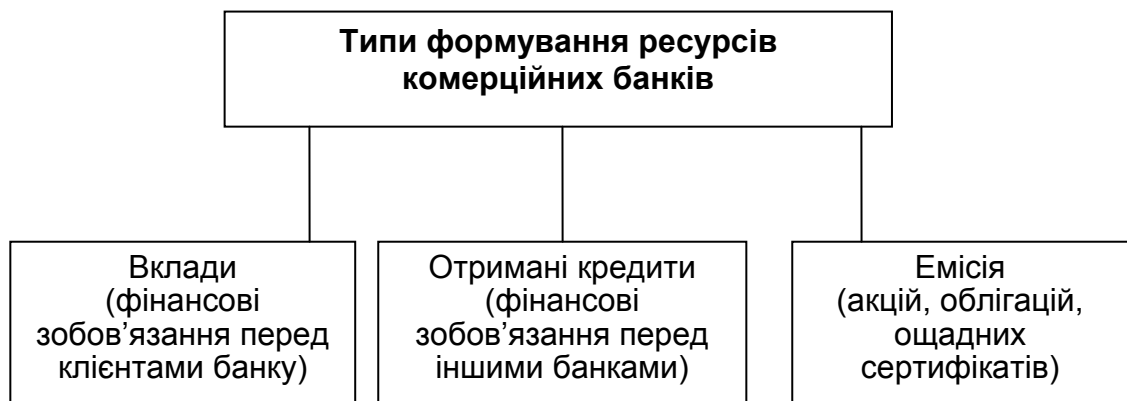 Типи формування ресурсів
комерційних банків
Вклади
(фінансові
зобов’язання перед
клієнтами банку)
Отримані кредити
(фінансові
зобов’язання перед
іншими банками)
Емісія
(акцій, облігацій,
ощадних
сертифікатів)